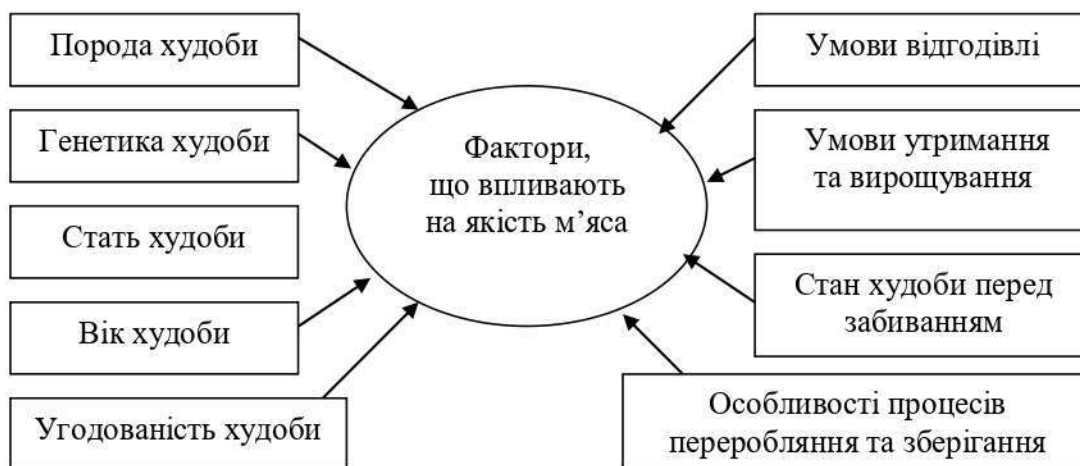 Порода худоби
Генетика худоби
Стать худоби
Вік худоби
Угодованість худоби
Фактори,
що впливають
на якість м’яса
Умови відгодівлі
Умови утримання
та вирощування
Стан худоби перед
забиванням
Особливості процесів
переробляння та зберігання